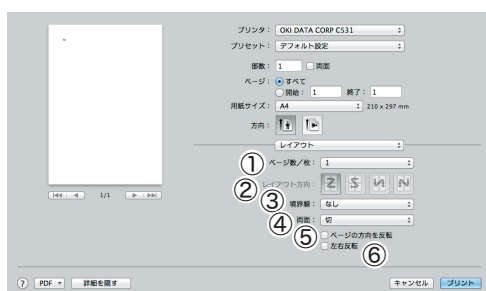 プリンタ： OKI DATA CORP C531
プリセット： デフォルト設定
部数： 1 両面
ページ： すべて
開始： 1 終了： 1
用紙サイズ： A4 210 x 297 mm
方向：
レイアウト
① ページ数/枚： 1
② レイアウト方向：
③ 境界線： なし
④ 両面： 切
⑤ ページの方向を反転
⑥ 左右反転
1/1
? PDF 詳細を隠す キャンセル プリント